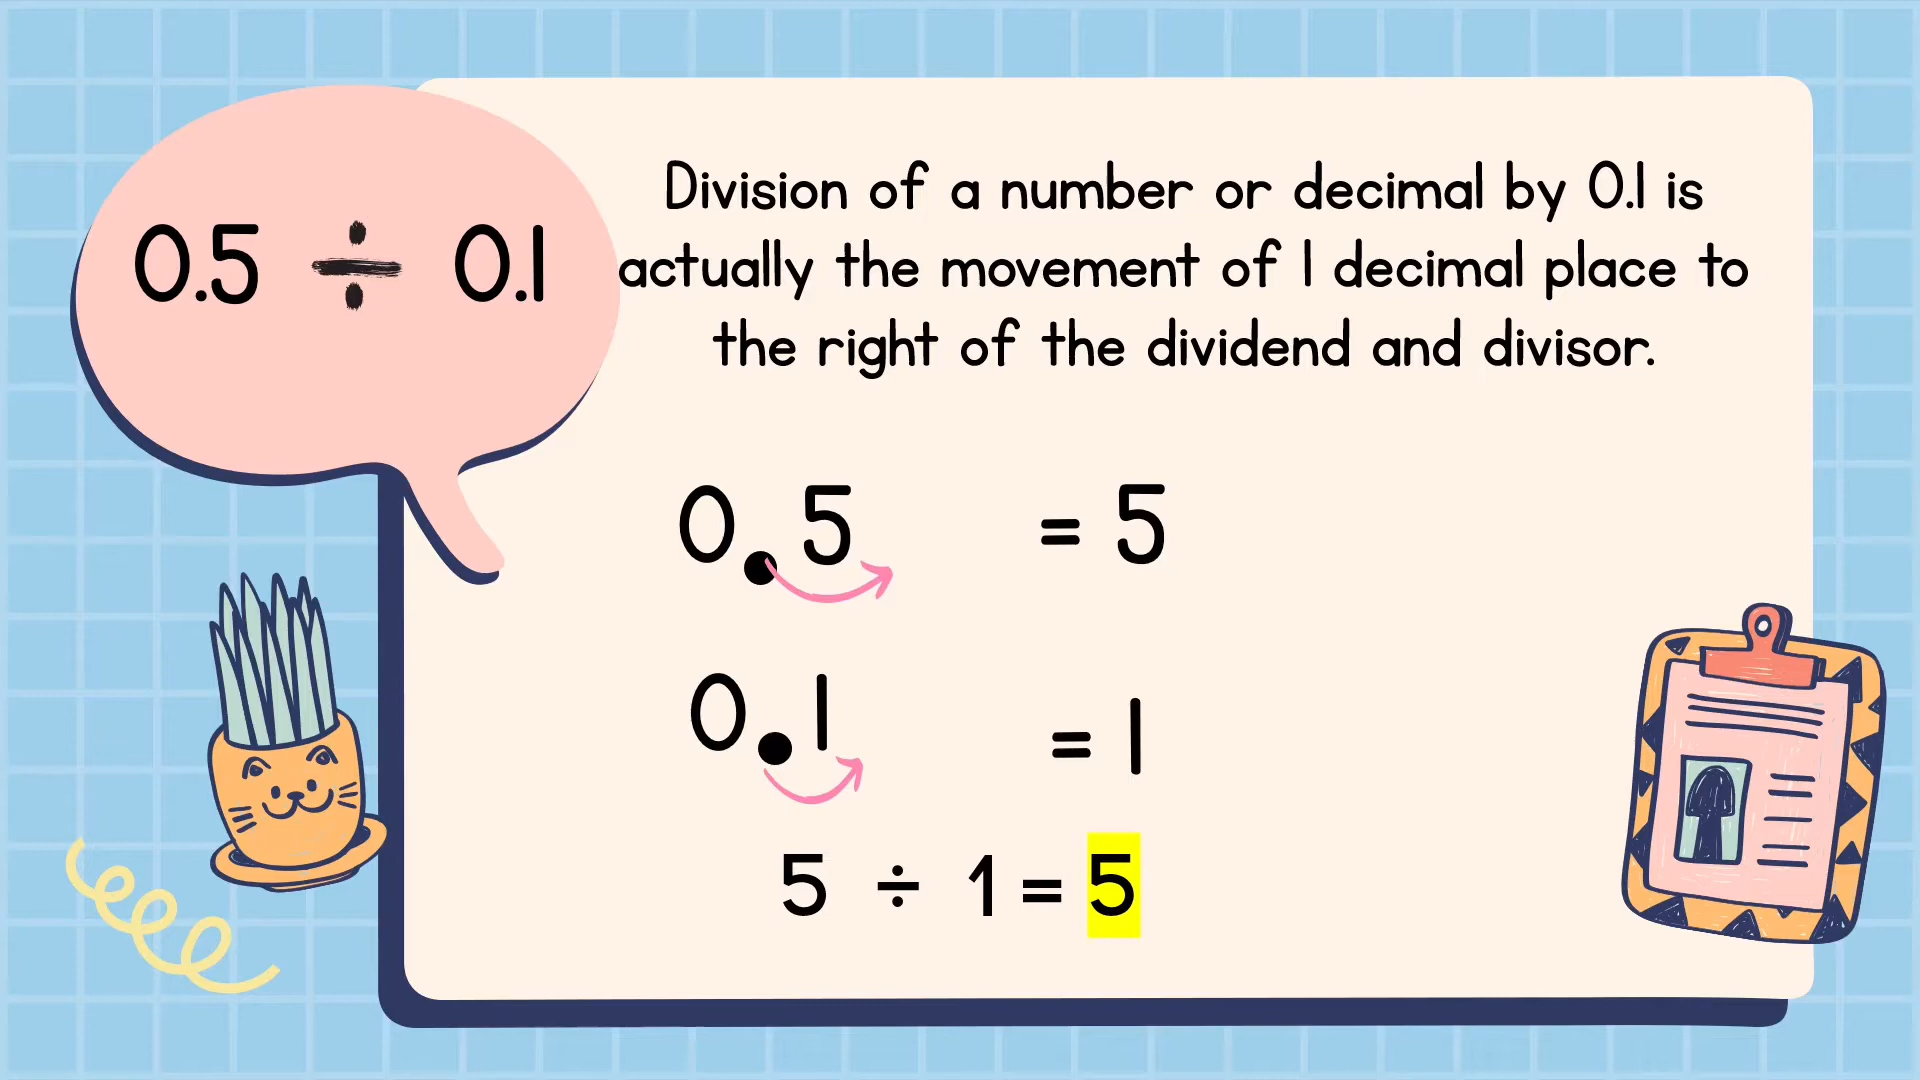 0.5 ÷ 0.1
Division of a number or decimal by 0.1 is
actually the movement of 1 decimal place to
the right of the dividend and divisor.
0.5 = 5
0.1 = 1
5 ÷ 1 = 5